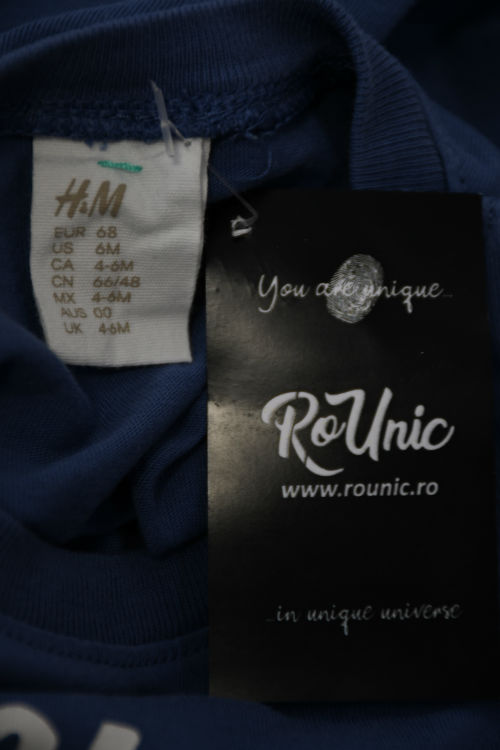 H&M
EUR 68
US 6M
CA 4-6M
CN 66/48
MX 4-6M
AUS 00
UK 4-6M
You are unique...
RoUnic
www.rounic.ro
...in unique universe